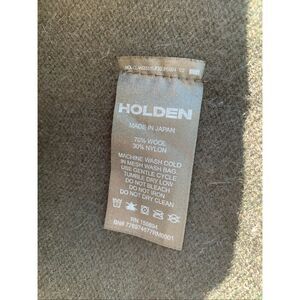 HOLDEN
MADE IN JAPAN
70% WOOL
30% NYLON
MACHINE WASH COLD
IN MESH WASH BAG.
USE GENTLE CYCLE
TUMBLE DRY LOW
DO NOT BLEACH
DO NOT IRON
DO NOT DRY CLEAN